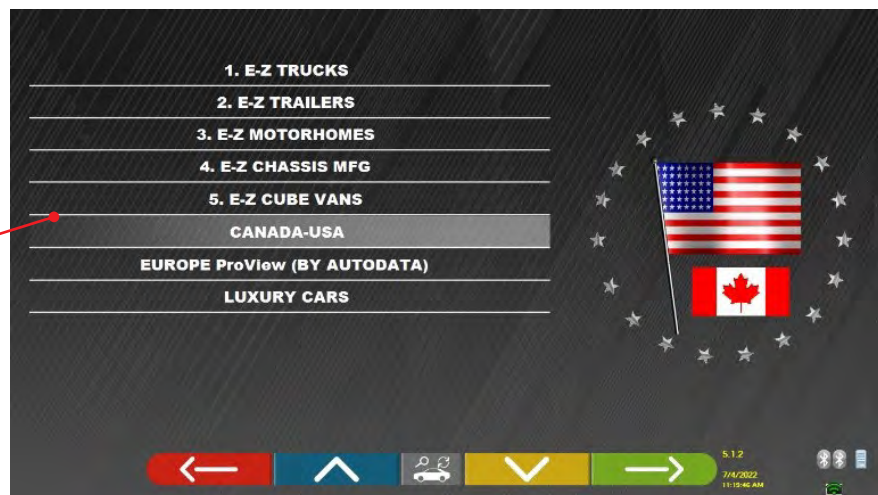 1. E-Z TRUCKS
2. E-Z TRAILERS
3. E-Z MOTORHOMES
4. E-Z CHASSIS MFG
5. E-Z CUBE VANS
CANADA-USA
EUROPE ProView (BY AUTODATA)
LUXURY CARS
5.1.2
7/4/2022
11:19:46 AM